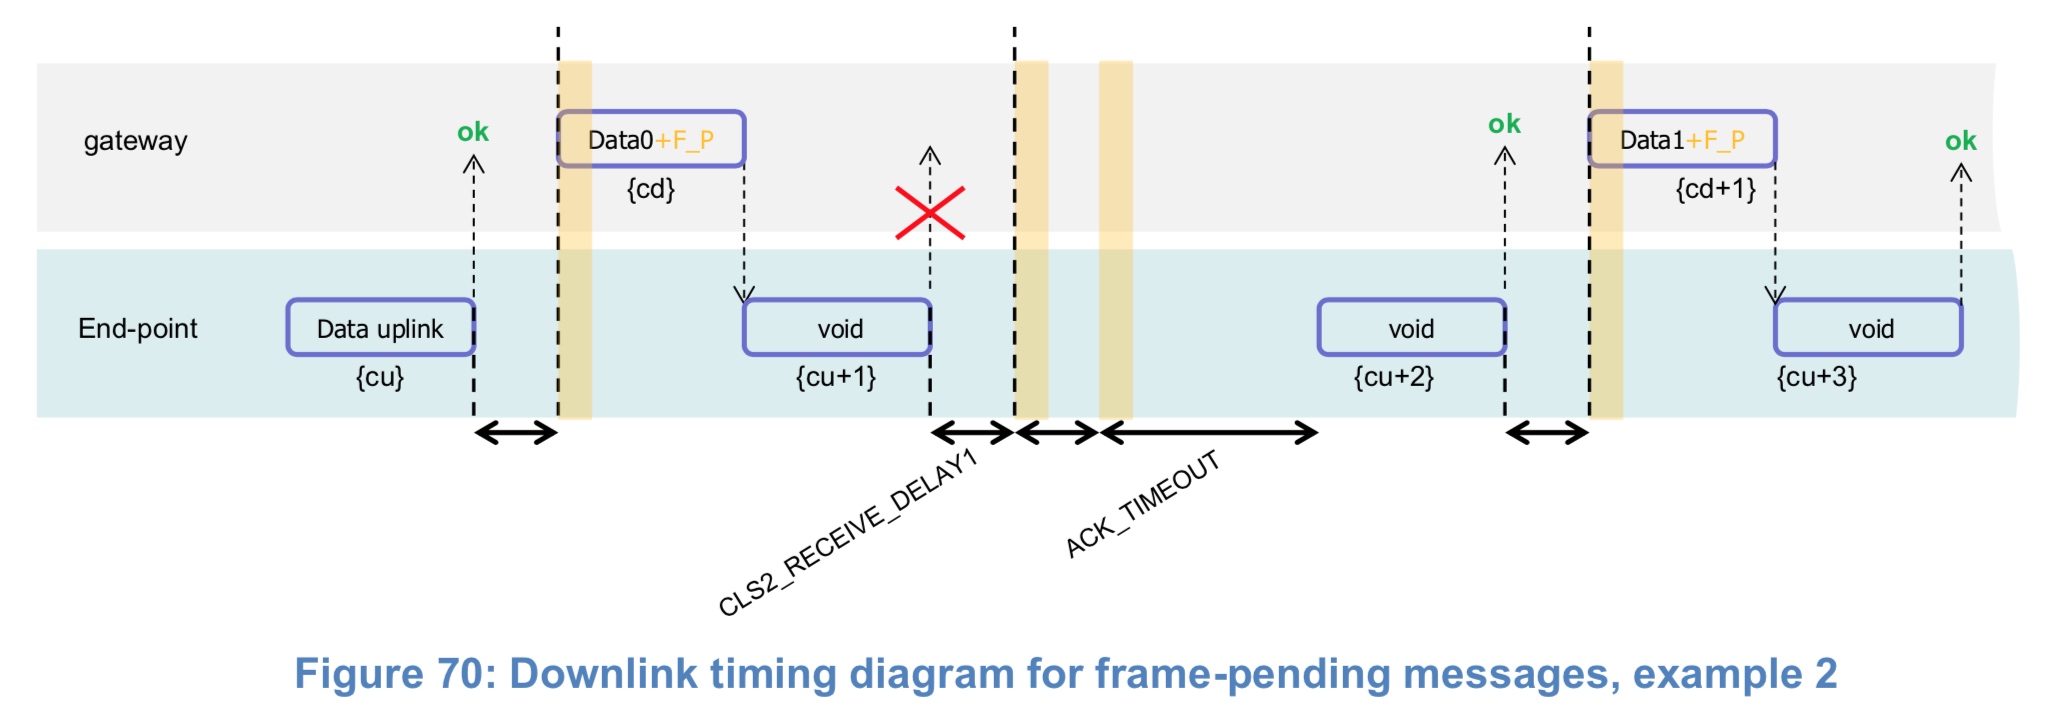 ok
Data0+F_P
ok
Data1+F_P
ok
gateway
{cd}
{cd+1}
End-point
Data uplink
void
void
void
{cu}
{cu+1}
{cu+2}
{cu+3}
CLS2_RECEIVE_DELAY1
ACK_TIMEOUT
Figure 70: Downlink timing diagram for frame-pending messages, example 2